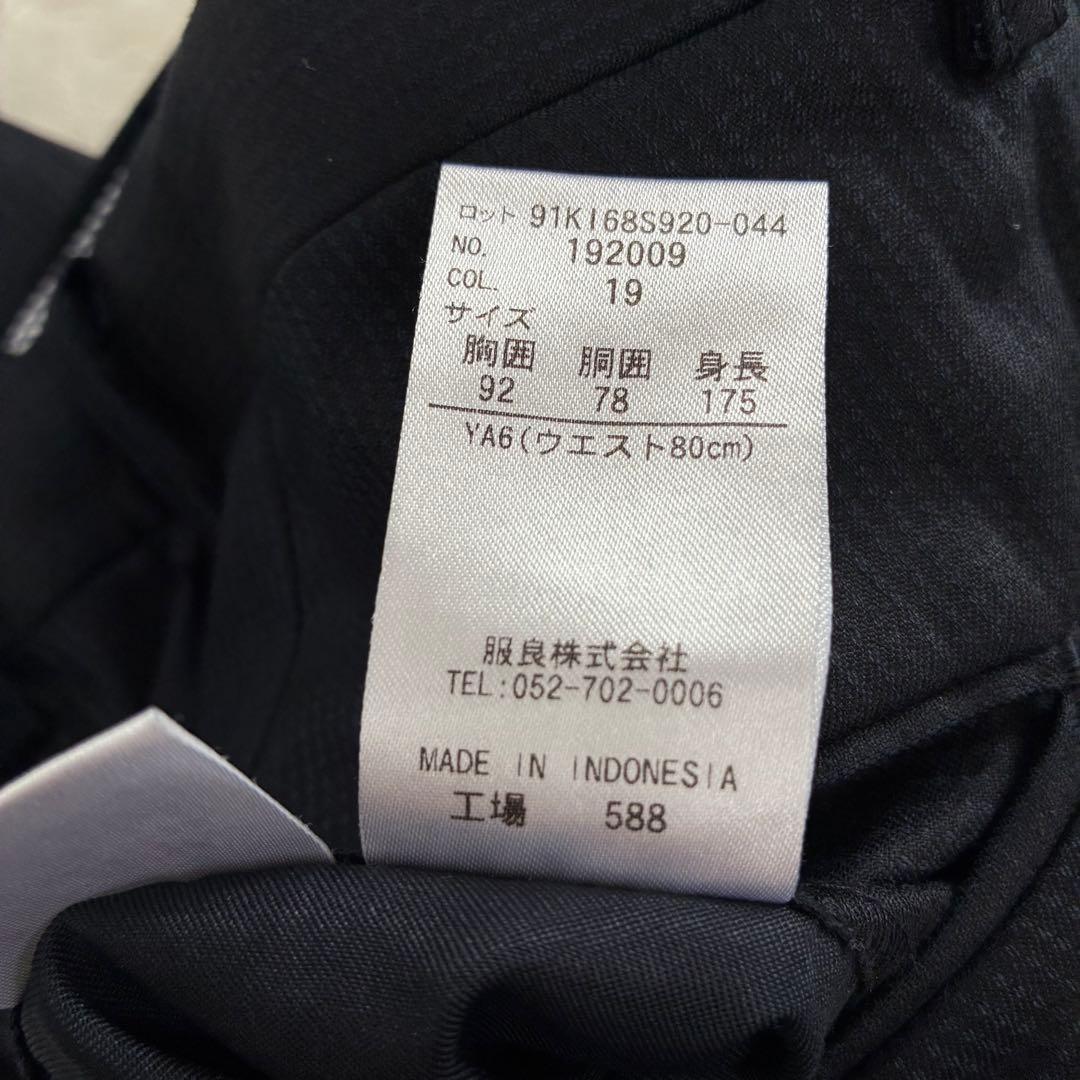 ロット 91KI68S920-044
NO. 192009
COL. 19
サイズ
胸囲 胴囲 身長
92 78 175
YA6(ウエスト80cm)
服良株式会社
TEL:052-702-0006
MADE IN INDONESIA
工場 588